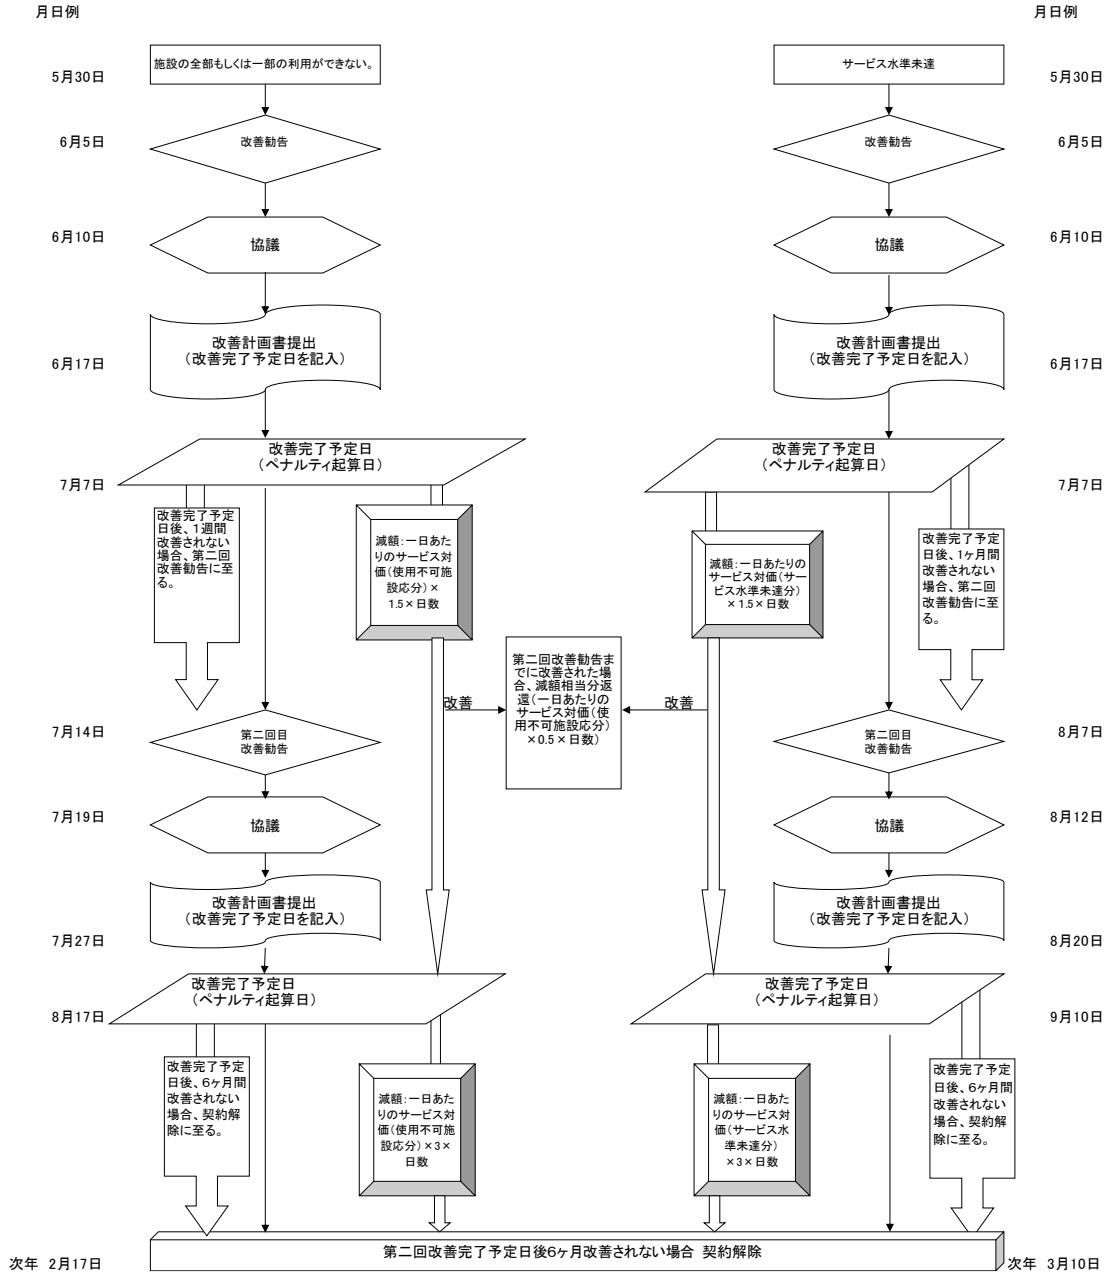 月日例
月日例
施設の全部もしくは一部の利用ができない。
サービス水準未達
5月30日
5月30日
改善勧告
改善勧告
6月5日
6月5日
協議
協議
6月10日
6月10日
改善計画書提出
(改善完了予定日を記入)
改善計画書提出
(改善完了予定日を記入)
6月17日
6月17日
改善完了予定日
(ペナルティ起算日)
改善完了予定日
(ペナルティ起算日)
7月7日
7月7日
改善完了予定
日後、1週間
改善されない
場合、第二回
改善勧告に至
る。
減額:一日あた
りのサービス対
価(使用不可施
設応分)×
1.5×日数
減額:一日あたりの
サービス対価(サー
ビス水準未達分)
×1.5×日数
改善完了予定
日後、1ヶ月間
改善されない
場合、第二回
改善勧告に至
る。
第二回改善勧告ま
でに改善された場
合、減額相当分返
還(一日あたりの
サービス対価(使
用不可施設応分)
×0.5×日数)
改善
改善
7月14日
第二回目
改善勧告
第二回目
改善勧告
8月7日
7月19日
協議
協議
8月12日
改善計画書提出
(改善完了予定日を記入)
改善計画書提出
(改善完了予定日を記入)
7月27日
8月20日
改善完了予定日
(ペナルティ起算日)
改善完了予定日
(ペナルティ起算日)
8月17日
9月10日
改善完了予定
日後、6ヶ月間
改善されない
場合、契約解
除に至る。
減額:一日あた
りのサービス対
価(使用不可施
設応分)×3×
日数
減額:一日あた
りのサービス対
価(サービス水
準未達分)
×3×日数
改善完了予定
日後、6ヶ月間
改善されない
場合、契約解
除に至る。
第二回改善完了予定日後6ヶ月改善されない場合 契約解除
次年 2月17日
次年 3月10日